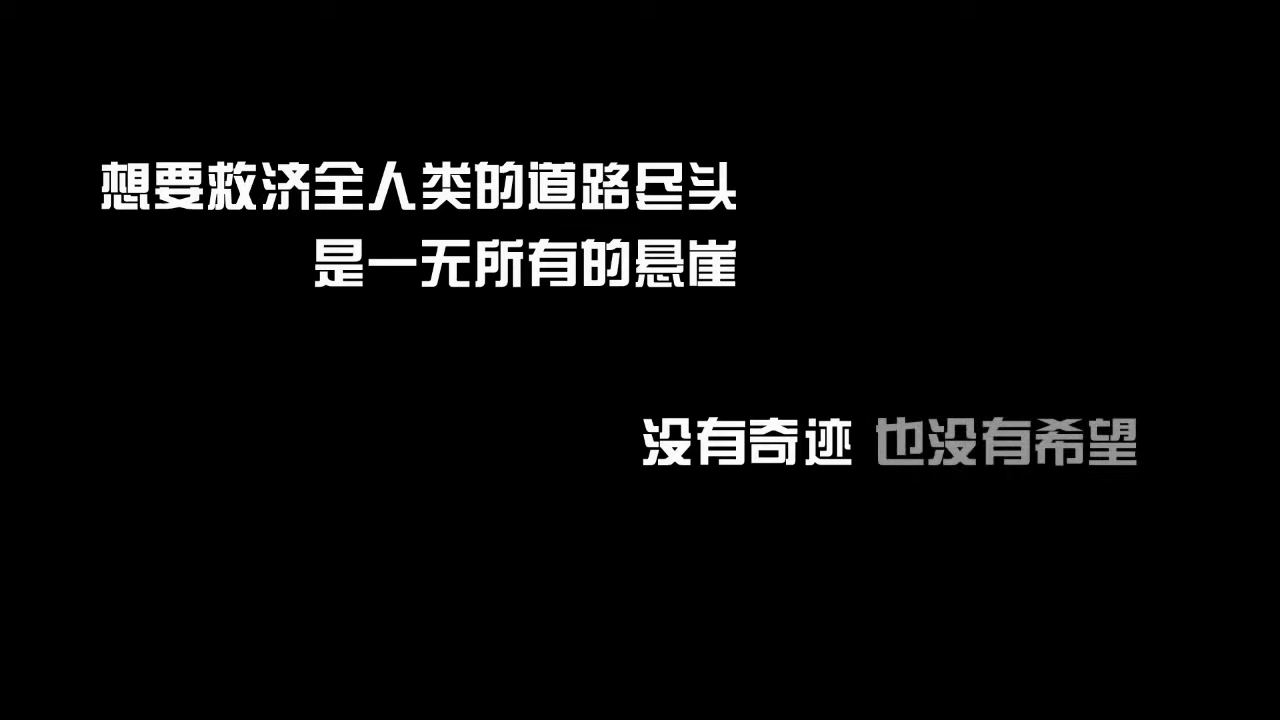 想要救济全人类的道路尽头
是一无所有的悬崖
没有奇迹 也没有希望